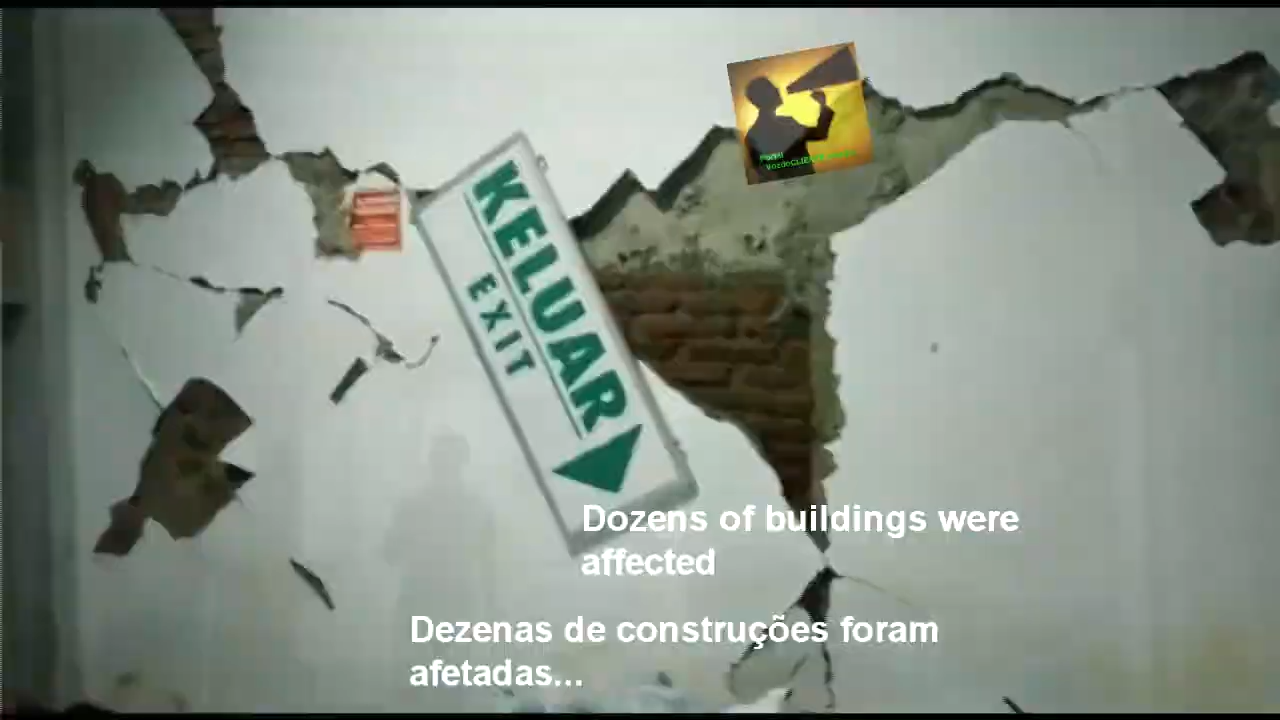 KELUAR
EXIT
Dozens of buildings were
affected
Dezenas de construções foram
afetadas...